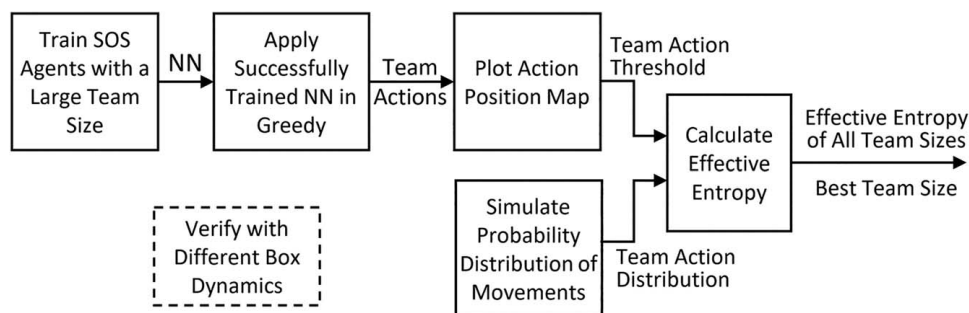 Train SOS
Agents with a
Large Team
Size
NN
Apply
Successfully
Trained NN in
Greedy
Team
Actions
Plot Action
Position Map
Team Action
Threshold
Calculate
Effective
Entropy
Effective Entropy
of All Team Sizes
Best Team Size
Simulate
Probability
Distribution of
Movements
Team Action
Distribution
Verify with
Different Box
Dynamics